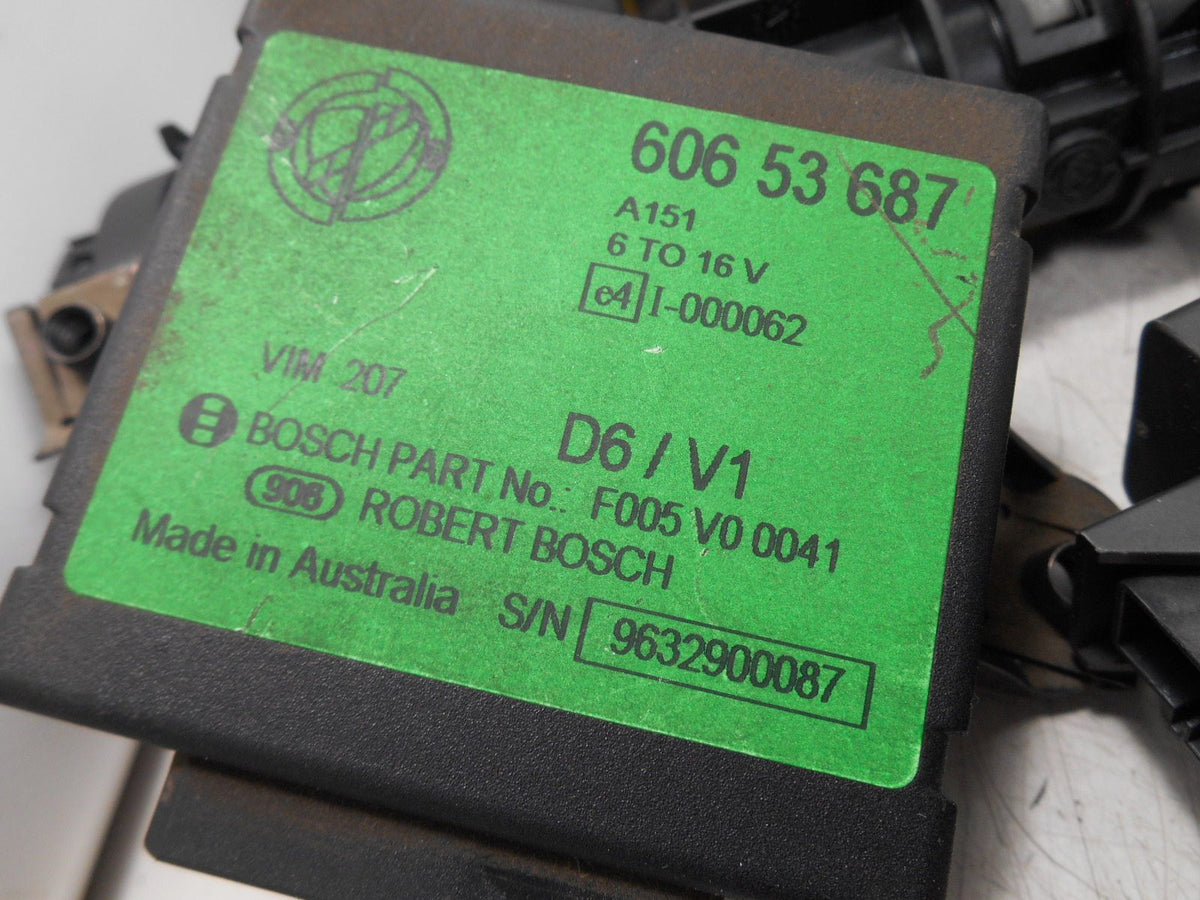 606 53 687
A151
6 TO 16 V
e4 I-000062
VIM 207
D6 / V1
BOSCH PART No.: F005 V0 0041
906 ROBERT BOSCH
Made in Australia S/N 9632900087